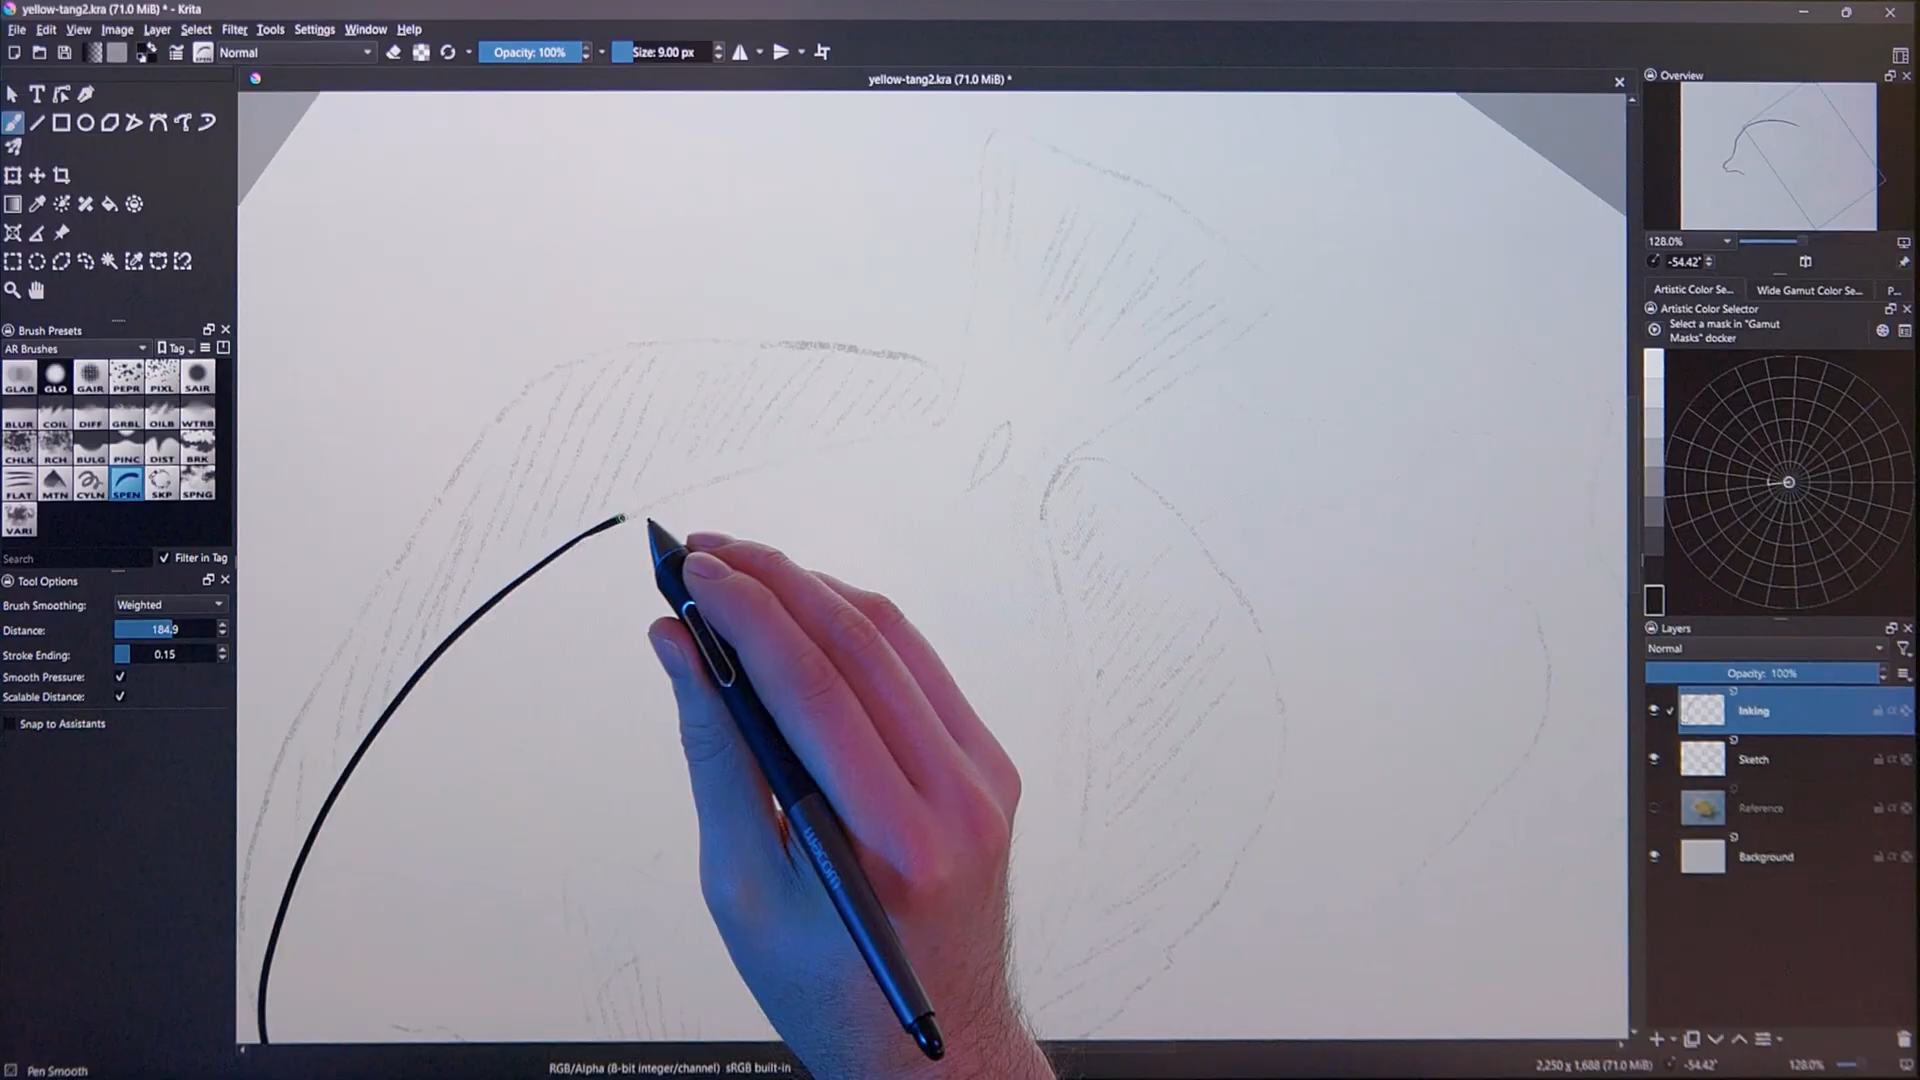 yellow-tang2.kra (71.0 MiB) * - Krita
File Edit View Image Layer Select Filter Tools Settings Window Help
Normal Opacity: 100% Size: 9.00 px
yellow-tang2.kra (71.0 MiB) *
Overview
128.0%
-54.42°
Artistic Color Se... Wide Gamut Color Se... P...
Artistic Color Selector
Select a mask in "Gamut
Masks" docker
Brush Presets
AR Brushes Tag
GLAB GLO GAIR PEPR PIXL SAIR
BLUR COIL DIFF GRBL OILB WTRB
CHLK RCH BULG PINC DIST BRK
FLAT MTN CYLN SPEN SKP SPNG
VARI
Search Filter in Tag
Tool Options
Brush Smoothing: Weighted
Distance: 184.9
Stroke Ending: 0.15
Smooth Pressure:
Scalable Distance:
Snap to Assistants
Layers
Normal
Opacity: 100%
Inking
Sketch
Reference
Background
wacom
Pen Smooth
RGB/Alpha (8-bit integer/channel) sRGB built-in
2,250 x 1,688 (71.0 MiB) -54.42° 128.0%